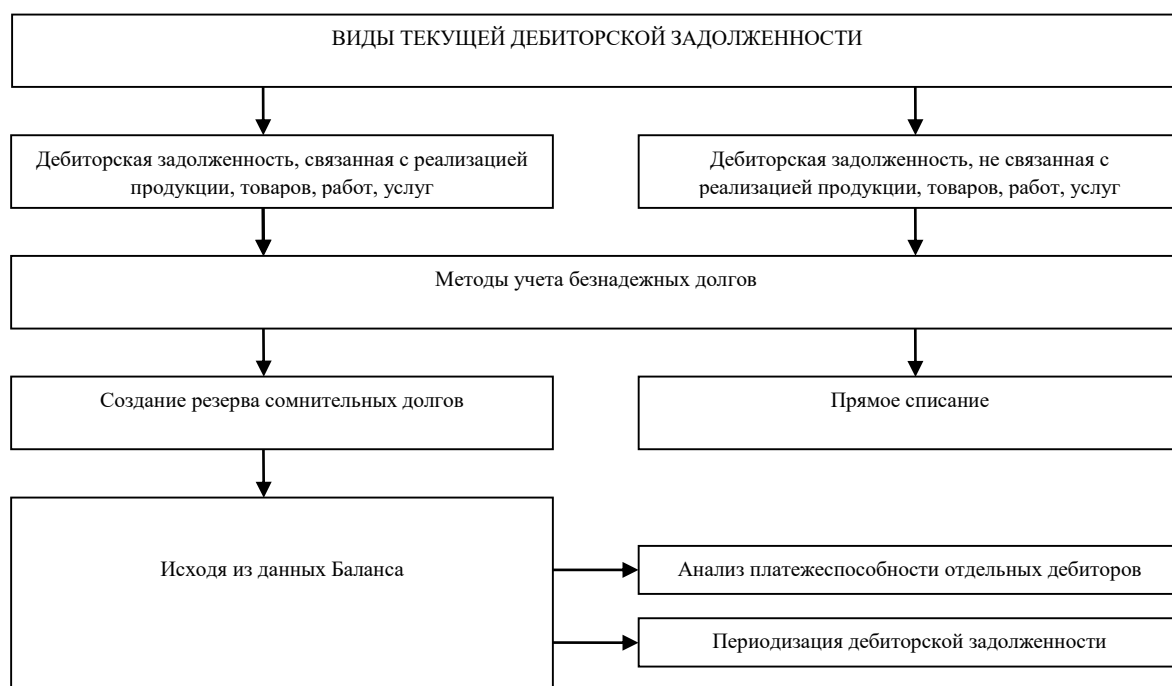 ВИДЫ ТЕКУЩЕЙ ДЕБИТОРСКОЙ ЗАДОЛЖЕННОСТИ
Дебиторская задолженность, связанная с реализацией
продукции, товаров, работ, услуг
Дебиторская задолженность, не связанная с
реализацией продукции, товаров, работ, услуг
Методы учета безнадежных долгов
Создание резерва сомнительных долгов
Прямое списание
Исходя из данных Баланса
Анализ платежеспособности отдельных дебиторов
Периодизация дебиторской задолженности